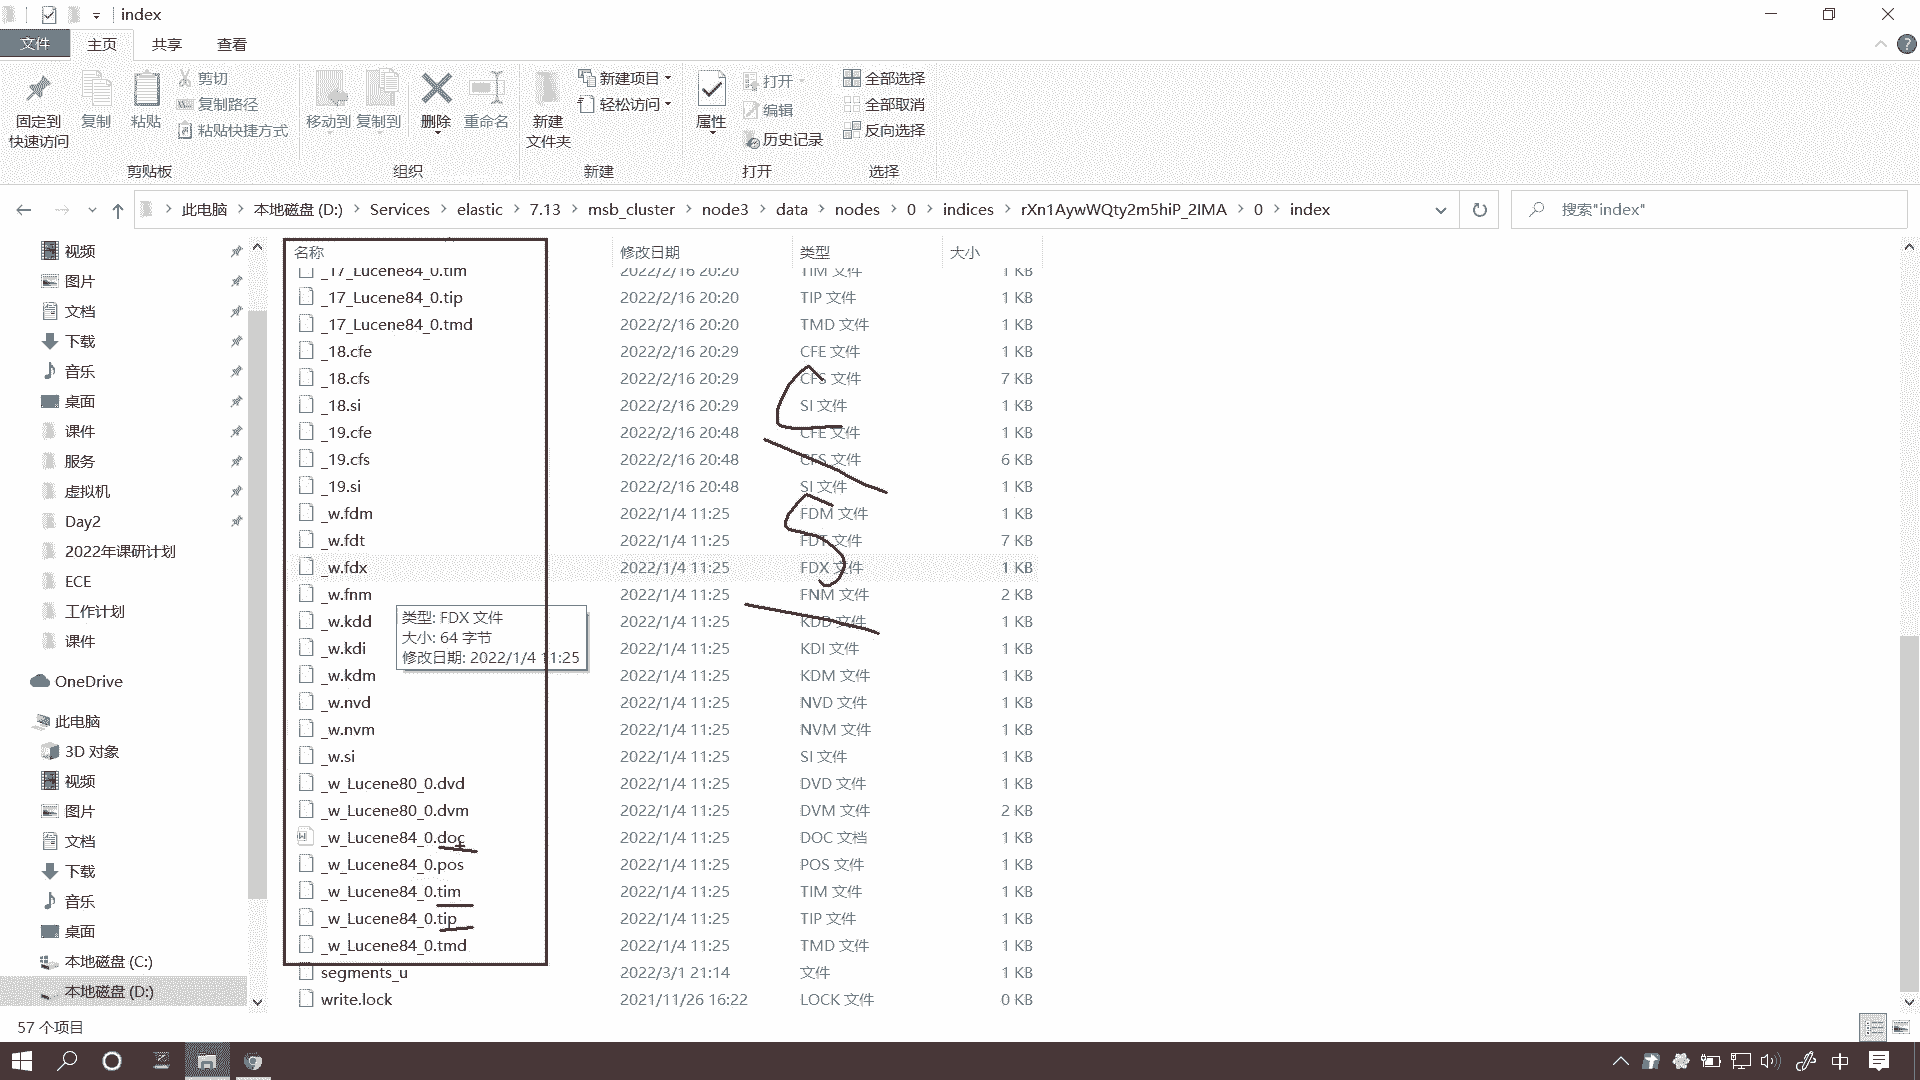 index
文件 主页 共享 查看
固定到
快速访问
复制
粘贴
剪切
复制路径
粘贴快捷方式
剪贴板
移动到 复制到 删除 重命名
组织
新建
文件夹
新建项目
轻松访问
新建
属性
打开
编辑
历史记录
打开
全部选择
全部取消
反向选择
选择
此电脑 本地磁盘 (D:) Services elastic 7.13 msb_cluster node3 data nodes 0 indices rXn1AywWQty2m5hiP_2IMA 0 index
搜索"index"
视频
图片
文档
下载
音乐
桌面
课件
服务
虚拟机
Day2
2022年课研计划
ECE
工作计划
课件
OneDrive
此电脑
3D 对象
视频
图片
文档
下载
音乐
桌面
本地磁盘 (C:)
本地磁盘 (D:)
名称 修改日期 类型 大小
_17_Lucene84_0.tim 2022/2/16 20:20 TIM 文件 1 KB
_17_Lucene84_0.tip 2022/2/16 20:20 TIP 文件 1 KB
_17_Lucene84_0.tmd 2022/2/16 20:20 TMD 文件 1 KB
_18.cfe 2022/2/16 20:29 CFE 文件 1 KB
_18.cfs 2022/2/16 20:29 CFS 文件 7 KB
_18.si 2022/2/16 20:29 SI 文件 1 KB
_19.cfe 2022/2/16 20:48 CFE 文件 1 KB
_19.cfs 2022/2/16 20:48 CFS 文件 6 KB
_19.si 2022/2/16 20:48 SI 文件 1 KB
_w.fdm 2022/1/4 11:25 FDM 文件 1 KB
_w.fdt 2022/1/4 11:25 FDT 文件 7 KB
_w.fdx 2022/1/4 11:25 FDX 文件 1 KB
_w.fnm 2022/1/4 11:25 FNM 文件 2 KB
_w.kdd 2022/1/4 11:25 KDD 文件 1 KB
_w.kdi 2022/1/4 11:25 KDI 文件 1 KB
_w.kdm 2022/1/4 11:25 KDM 文件 1 KB
_w.nvd 2022/1/4 11:25 NVD 文件 1 KB
_w.nvm 2022/1/4 11:25 NVM 文件 1 KB
_w.si 2022/1/4 11:25 SI 文件 1 KB
_w_Lucene80_0.dvd 2022/1/4 11:25 DVD 文件 1 KB
_w_Lucene80_0.dvm 2022/1/4 11:25 DVM 文件 2 KB
_w_Lucene84_0.doc 2022/1/4 11:25 DOC 文档 1 KB
_w_Lucene84_0.pos 2022/1/4 11:25 POS 文件 1 KB
_w_Lucene84_0.tim 2022/1/4 11:25 TIM 文件 1 KB
_w_Lucene84_0.tip 2022/1/4 11:25 TIP 文件 1 KB
_w_Lucene84_0.tmd 2022/1/4 11:25 TMD 文件 1 KB
segments_u 2022/3/1 21:14 文件 1 KB
write.lock 2021/11/26 16:22 LOCK 文件 0 KB
类型: FDX 文件
大小: 64 字节
修改日期: 2022/1/4 11:25
57 个项目
中